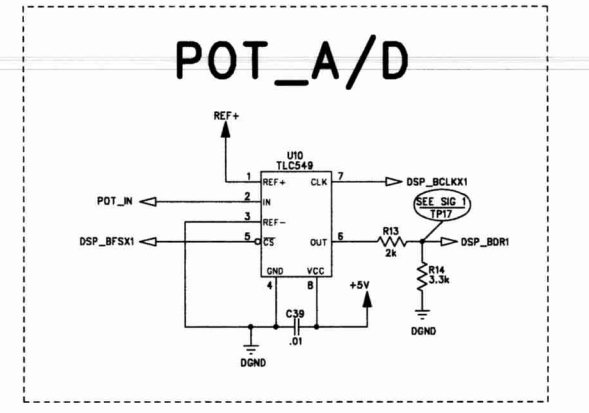 POT_A/D
REF+
U10
TLC549
1 REF+ CLK 7 DSP_BCLKX1
POT_IN 2 IN
SEE SIG 1
TP17
3 REF-
DSP_BFSX1 5 CS OUT 6 R13 DSP_BDR1
2k
GND VCC
4 8
+5V
R14
3.3k
C39
.01
DGND
DGND